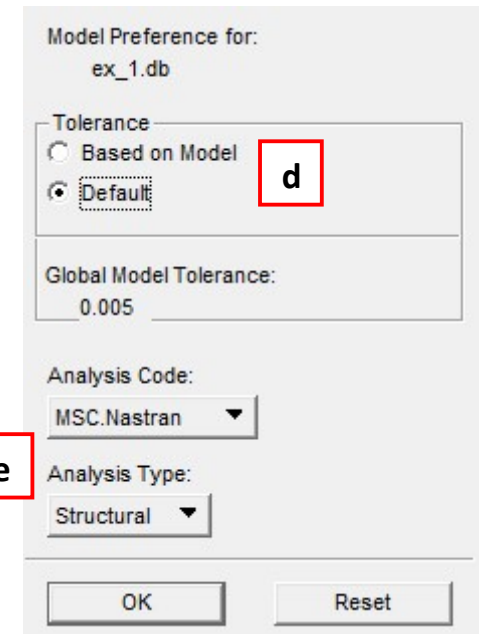 Model Preference for:
ex_1.db
Tolerance
Based on Model
d
Default
Global Model Tolerance:
0.005
Analysis Code:
MSC.Nastran
e
Analysis Type:
Structural
OK Reset